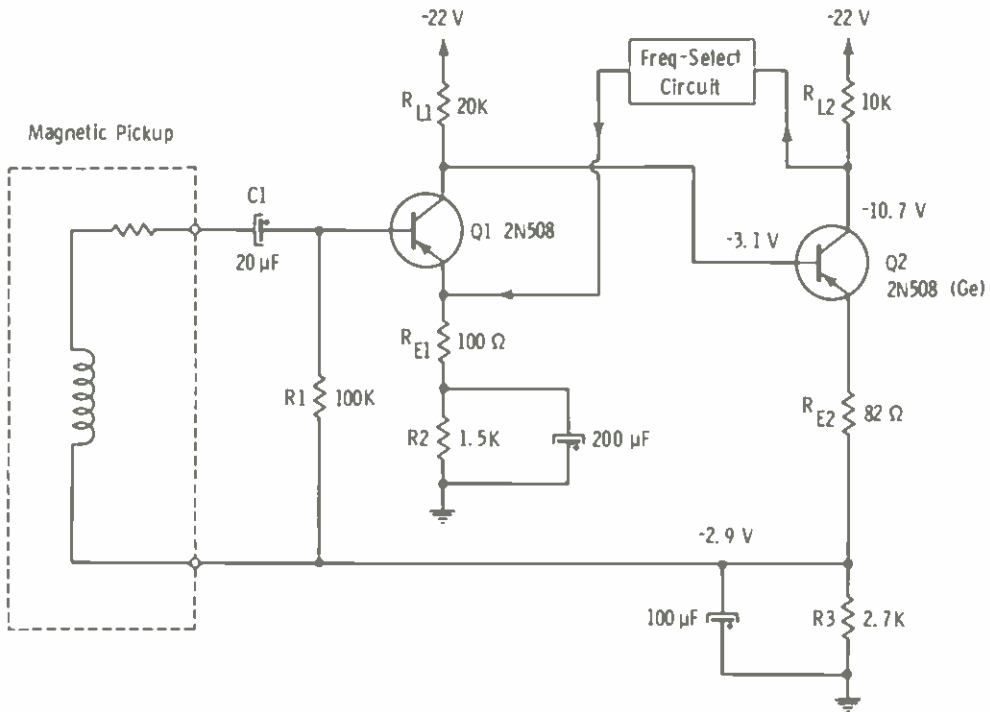 -22 V
-22 V
Freq-Select
Circuit
RL1
20K
RL2
10K
Magnetic Pickup
C1
20 µF
Q1 2N508
-10.7 V
-3.1 V
Q2
2N508 (Ge)
RE1
100 Ω
R1
100K
R2
1.5K
200 µF
RE2
82 Ω
-2.9 V
100 µF
R3
2.7K